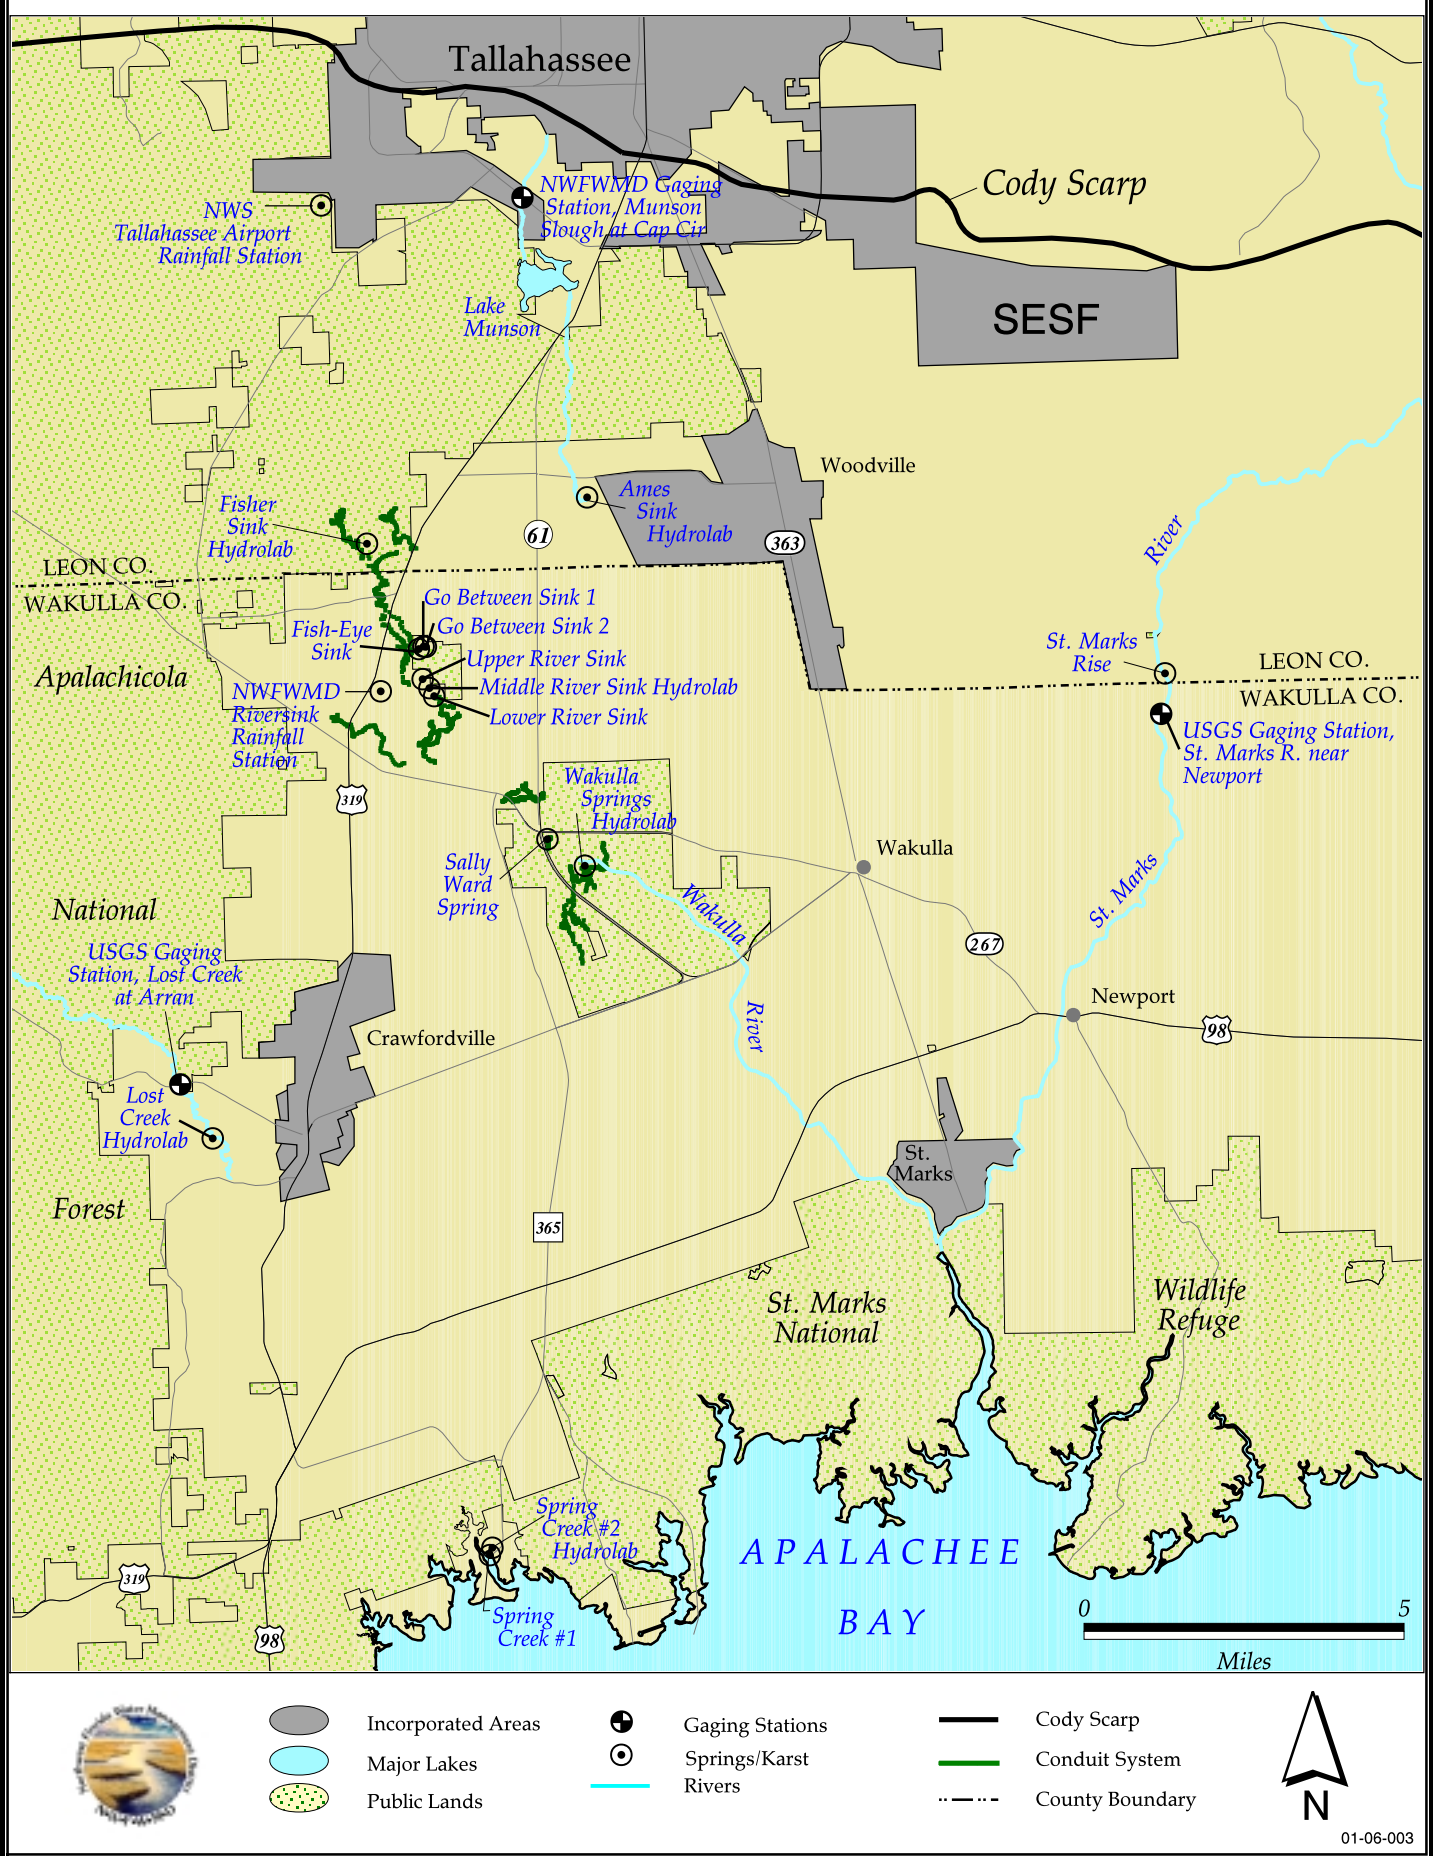 Tallahassee
Cody Scarp
NWS
Tallahassee Airport
Rainfall Station
NWFWMD Gaging
Station, Munson
Slough at Cap Cir
Lake
Munson
SESF
Woodville
Ames
Sink
Hydrolab
Fisher
Sink
Hydrolab
61
363
River
LEON CO.
WAKULLA CO.
Go Between Sink 1
Go Between Sink 2
Fish-Eye
Sink
Upper River Sink
Middle River Sink Hydrolab
Lower River Sink
Apalachicola
NWFWMD
Riversink
Rainfall
Station
St. Marks
Rise
LEON CO.
WAKULLA CO.
USGS Gaging Station,
St. Marks R. near
Newport
319
Wakulla
Springs
Hydrolab
Sally
Ward
Spring
Wakulla
St. Marks
Wakulla
River
National
USGS Gaging
Station, Lost Creek
at Arran
267
Newport
98
Crawfordville
Lost
Creek
Hydrolab
St.
Marks
Forest
365
St. Marks
National
Wildlife
Refuge
Spring
Creek #2
Hydrolab
Spring
Creek #1
APALACHEE
BAY
319
98
0 5
Miles
Incorporated Areas
Major Lakes
Public Lands
Gaging Stations
Springs/Karst
Rivers
Cody Scarp
Conduit System
County Boundary
N
01-06-003